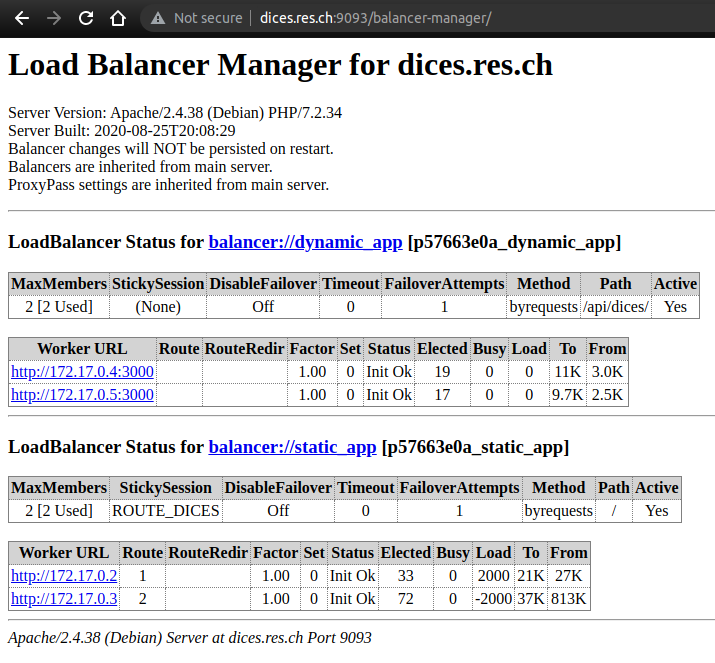 Not secure | dices.res.ch:9093/balancer-manager/
Load Balancer Manager for dices.res.ch
Server Version: Apache/2.4.38 (Debian) PHP/7.2.34
Server Built: 2020-08-25T20:08:29
Balancer changes will NOT be persisted on restart.
Balancers are inherited from main server.
ProxyPass settings are inherited from main server.
LoadBalancer Status for balancer://dynamic_app [p57663e0a_dynamic_app]
MaxMembers StickySession DisableFailover Timeout FailoverAttempts Method Path Active
2 [2 Used] (None) Off 0 1 byrequests /api/dices/ Yes
Worker URL Route RouteRedir Factor Set Status Elected Busy Load To From
http://172.17.0.4:3000 1.00 0 Init Ok 19 0 0 11K 3.0K
http://172.17.0.5:3000 1.00 0 Init Ok 17 0 0 9.7K 2.5K
LoadBalancer Status for balancer://static_app [p57663e0a_static_app]
MaxMembers StickySession DisableFailover Timeout FailoverAttempts Method Path Active
2 [2 Used] ROUTE_DICES Off 0 1 byrequests / Yes
Worker URL Route RouteRedir Factor Set Status Elected Busy Load To From
http://172.17.0.2 1 1.00 0 Init Ok 33 0 2000 21K 27K
http://172.17.0.3 2 1.00 0 Init Ok 72 0 -2000 37K 813K
Apache/2.4.38 (Debian) Server at dices.res.ch Port 9093